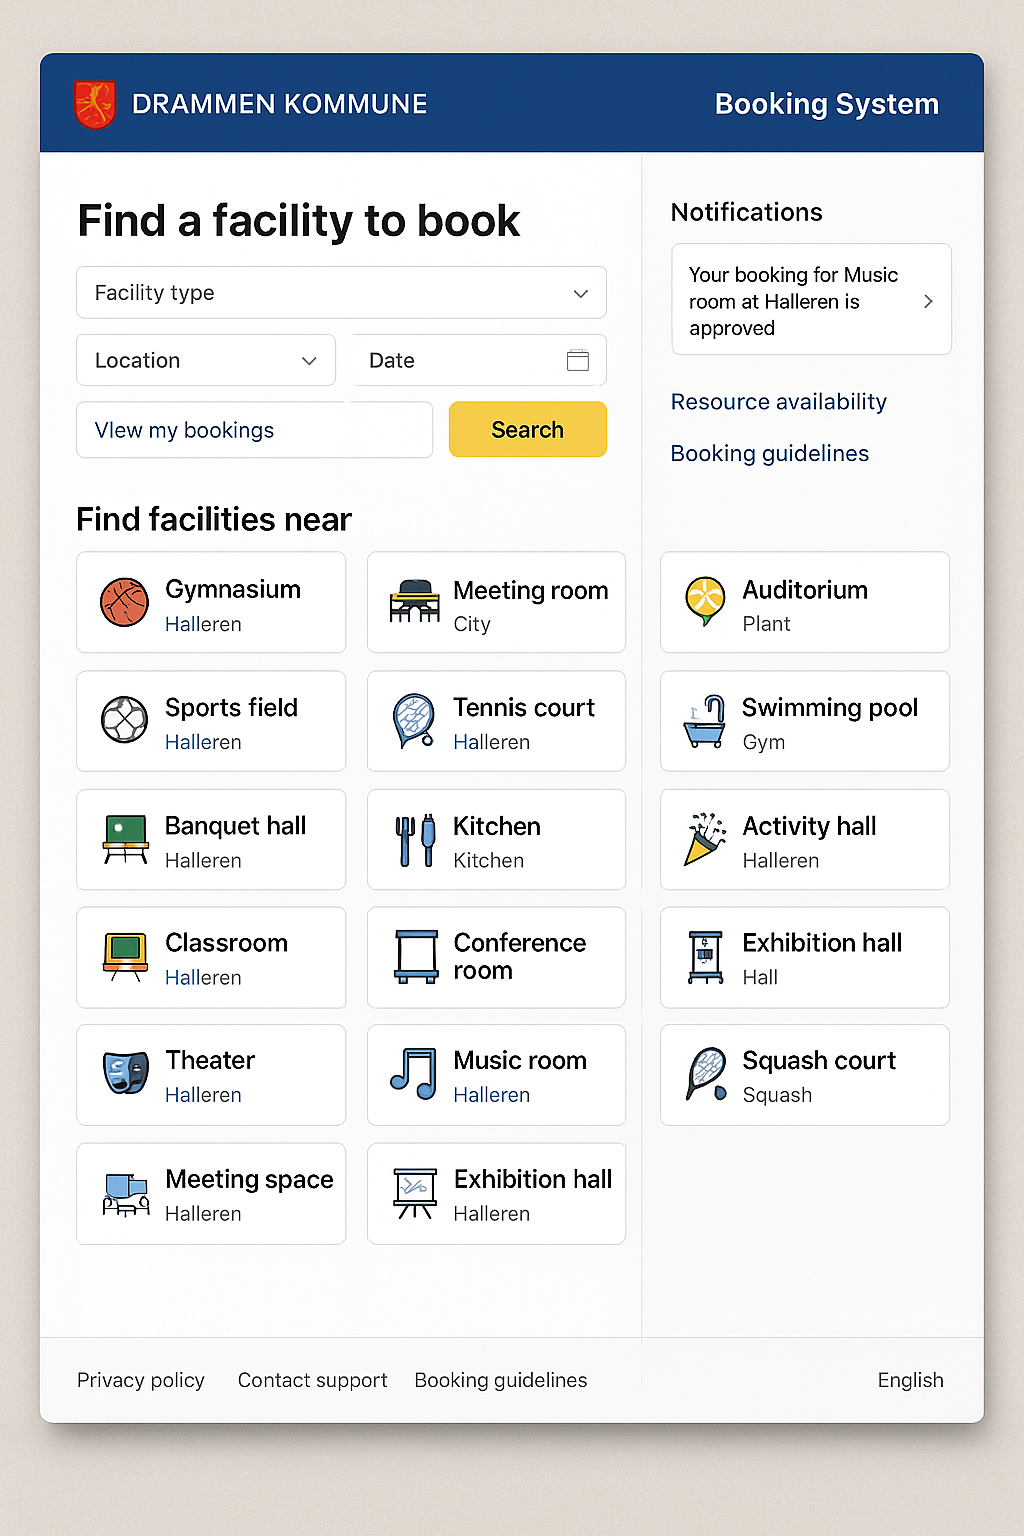 DRAMMEN KOMMUNE
Booking System
Find a facility to book
Facility type
Location
Date
VIew my bookings
Search
Notifications
Your booking for Music
room at Halleren is
approved
Resource availability
Booking guidelines
Find facilities near
Gymnasium
Halleren
Meeting room
City
Auditorium
Plant
Sports field
Halleren
Tennis court
Halleren
Swimming pool
Gym
Banquet hall
Halleren
Kitchen
Kitchen
Activity hall
Halleren
Classroom
Halleren
Conference
room
Exhibition hall
Hall
Theater
Halleren
Music room
Halleren
Squash court
Squash
Meeting space
Halleren
Exhibition hall
Halleren
Privacy policy
Contact support
Booking guidelines
English